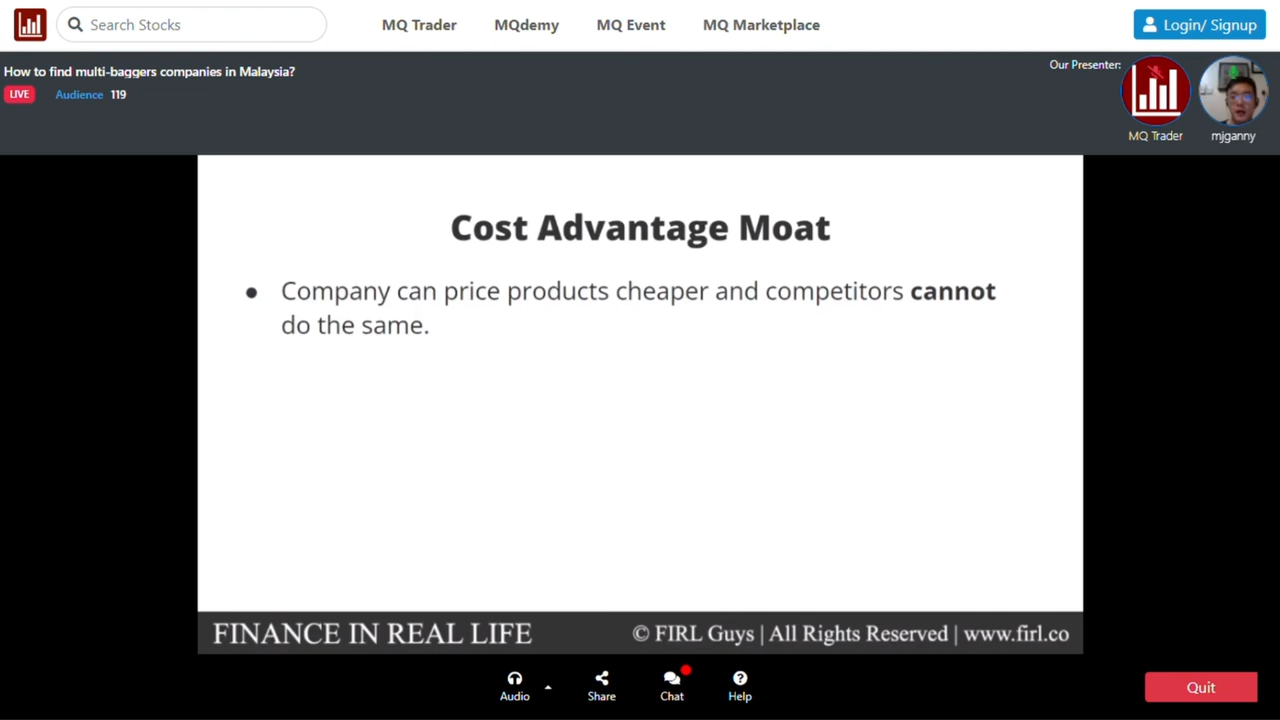 Search Stocks
MQ Trader
MQdemy
MQ Event
MQ Marketplace
Login/ Signup
How to find multi-baggers companies in Malaysia?
LIVE
Audience 119
Our Presenter:
MQ Trader
mjganny
Cost Advantage Moat
● Company can price products cheaper and competitors cannot
do the same.
FINANCE IN REAL LIFE
© FIRL Guys | All Rights Reserved | www.firl.co
Audio
Share
Chat
Help
Quit